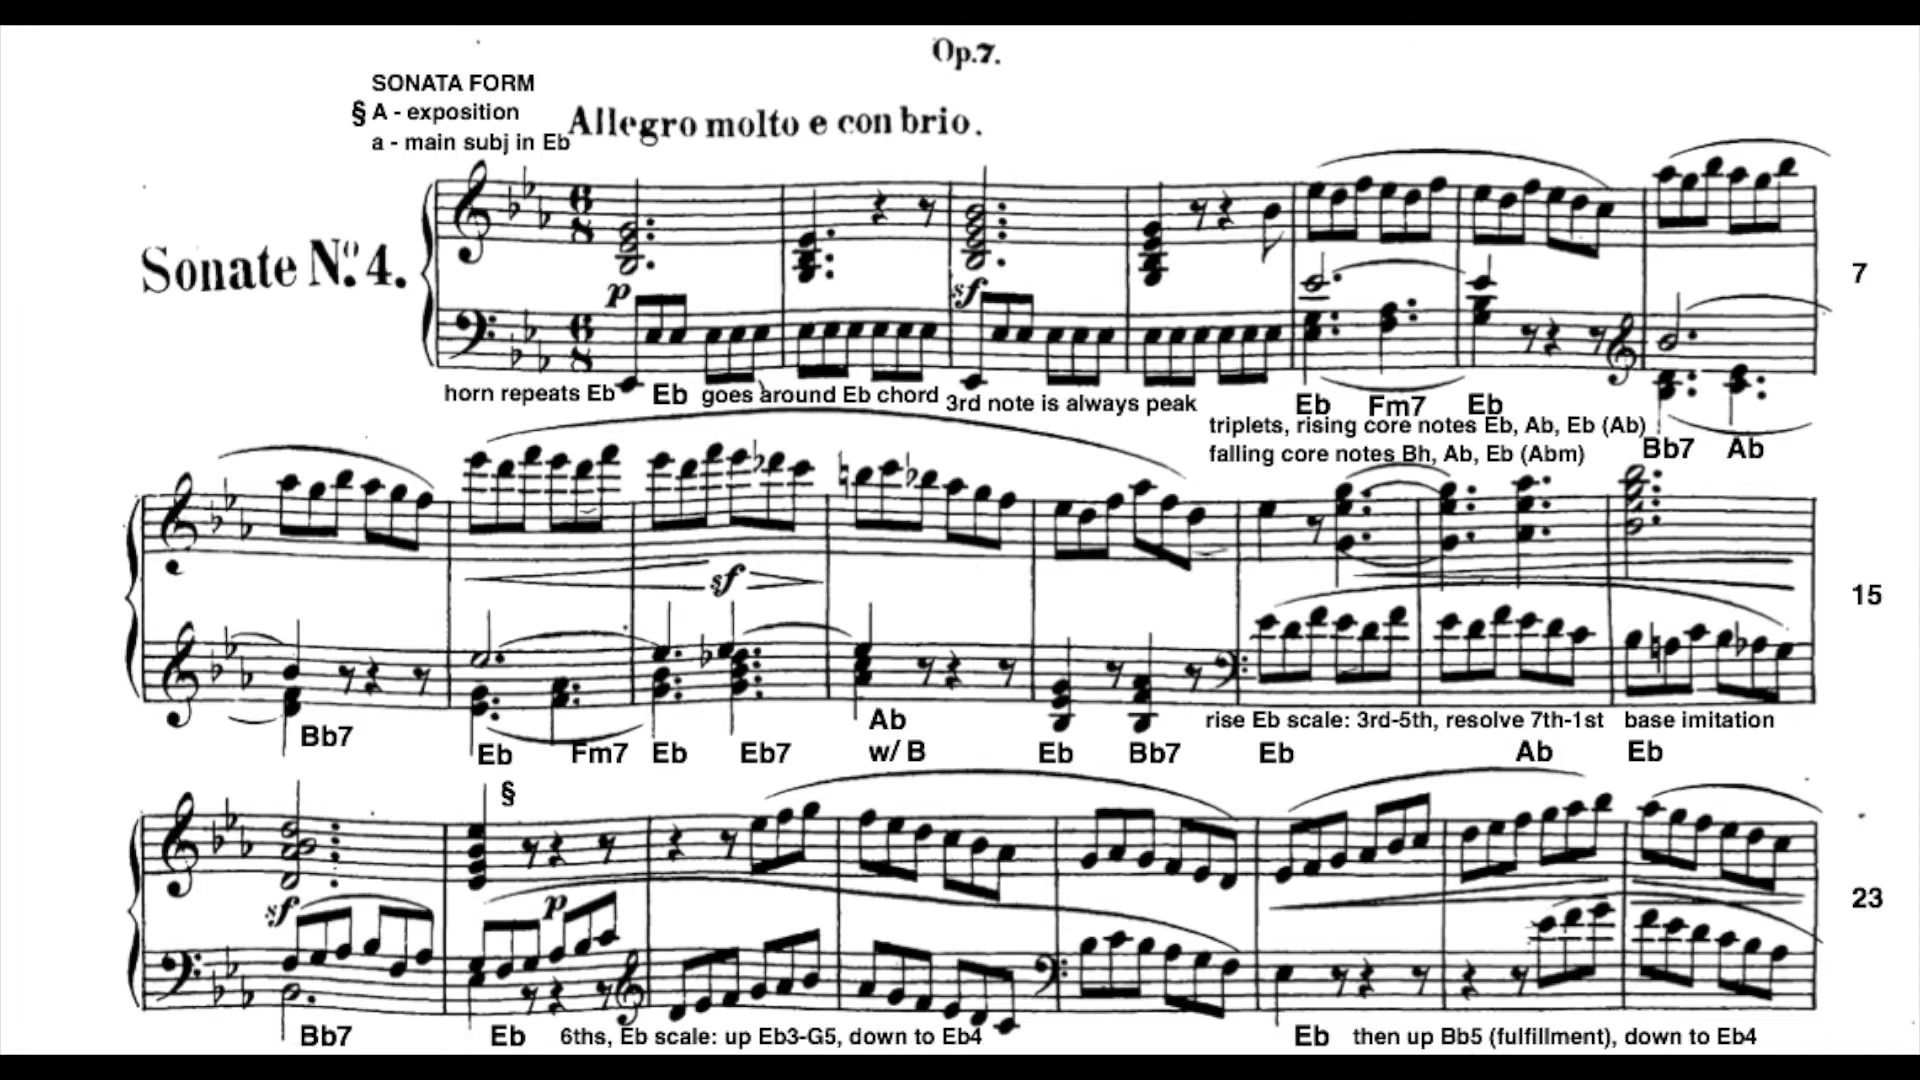 Op.7.
SONATA FORM
§ A - exposition
a - main subj in Eb
Allegro molto e con brio.
Sonate No. 4.
p
sf
7
horn repeats Eb
Eb
goes around Eb chord
3rd note is always peak
Eb Fm7 Eb
triplets, rising core notes Eb, Ab, Eb (Ab)
falling core notes Bh, Ab, Eb (Abm)
Bb7 Ab
sf
15
Bb7
Eb Fm7 Eb Eb7
Ab
w/ B
Eb Bb7
rise Eb scale: 3rd-5th, resolve 7th-1st
base imitation
Eb Ab Eb
§
sf
p
23
Bb7 Eb
6ths, Eb scale: up Eb3-G5, down to Eb4
Eb
then up Bb5 (fulfillment), down to Eb4